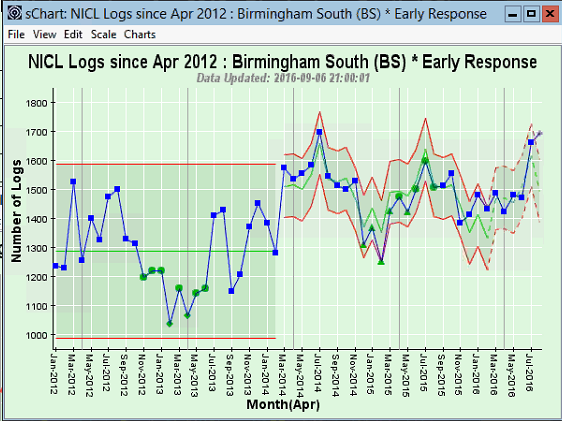 sChart: NICL Logs since Apr 2012 : Birmingham South (BS) * Early Response
File View Edit Scale Charts
NICL Logs since Apr 2012 : Birmingham South (BS) * Early Response
Data Updated: 2016-09-06 21:00:01
Number of Logs
1800
1700
1600
1500
1400
1300
1200
1100
1000
Jan-2012
Mar-2012
May-2012
Jul-2012
Sep-2012
Nov-2012
Jan-2013
Mar-2013
May-2013
Jul-2013
Sep-2013
Nov-2013
Jan-2014
Mar-2014
May-2014
Jul-2014
Sep-2014
Nov-2014
Jan-2015
Mar-2015
May-2015
Jul-2015
Sep-2015
Nov-2015
Jan-2016
Mar-2016
May-2016
Jul-2016
Month(Apr)